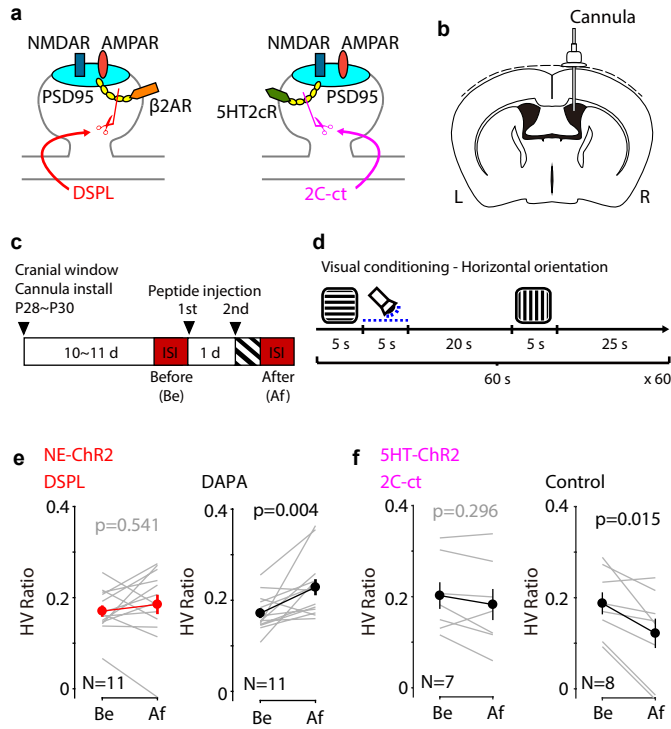 a
NMDAR AMPAR
PSD95
β2AR
DSPL
NMDAR AMPAR
5HT2cR
PSD95
2C-ct
b
Cannula
L
R
c
Cranial window
Cannula install
P28~P30
Peptide injection
1st 2nd
10~11 d ISI 1 d ISI
Before After
(Be) (Af)
d
Visual conditioning - Horizontal orientation
5 s 5 s 20 s 5 s 25 s
60 s x 60
e
NE-ChR2
DSPL
HV Ratio
0.4
0.2
0
p=0.541
N=11
Be Af
DAPA
HV Ratio
0.4
0.2
0
p=0.004
N=11
Be Af
f
5HT-ChR2
2C-ct
HV Ratio
0.4
0.2
0
p=0.296
N=7
Be Af
Control
HV Ratio
0.4
0.2
0
p=0.015
N=8
Be Af